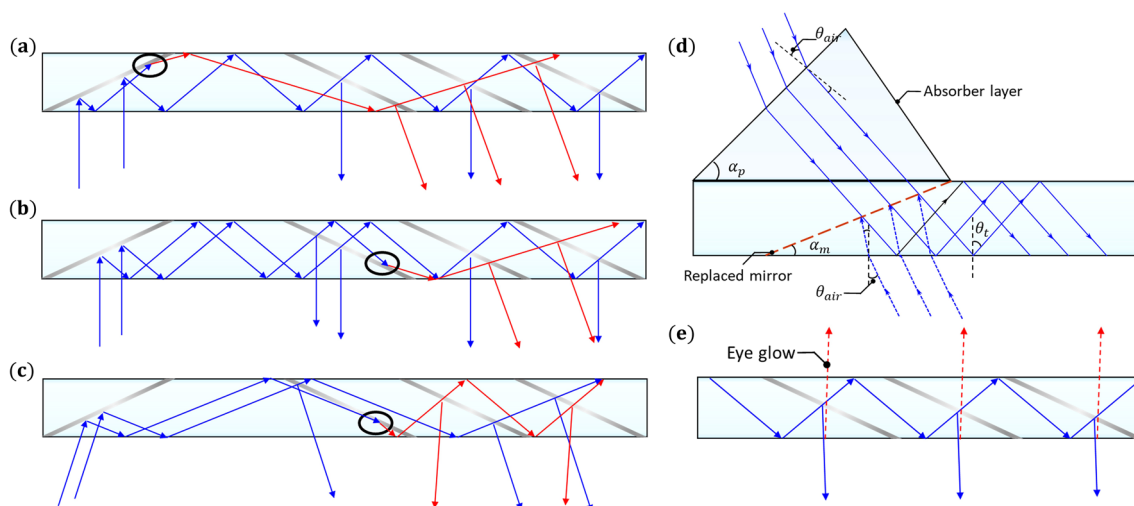 (a)
(b)
(c)
(d)
θair
Absorber layer
αp
αm
θt
Replaced mirror
θair
(e)
Eye glow